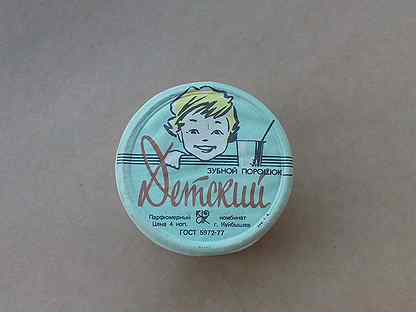 ЗУБНОЙ ПОРОШОК
Детский
Парфюмерный комбинат
Цена 4 коп. г. Куйбышев
ГОСТ 5972-77